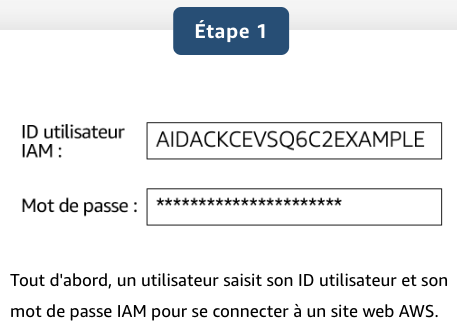 Étape 1
ID utilisateur
IAM :
AIDACKCEVSQ6C2EXAMPLE
Mot de passe :
**********************
Tout d'abord, un utilisateur saisit son ID utilisateur et son
mot de passe IAM pour se connecter à un site web AWS.